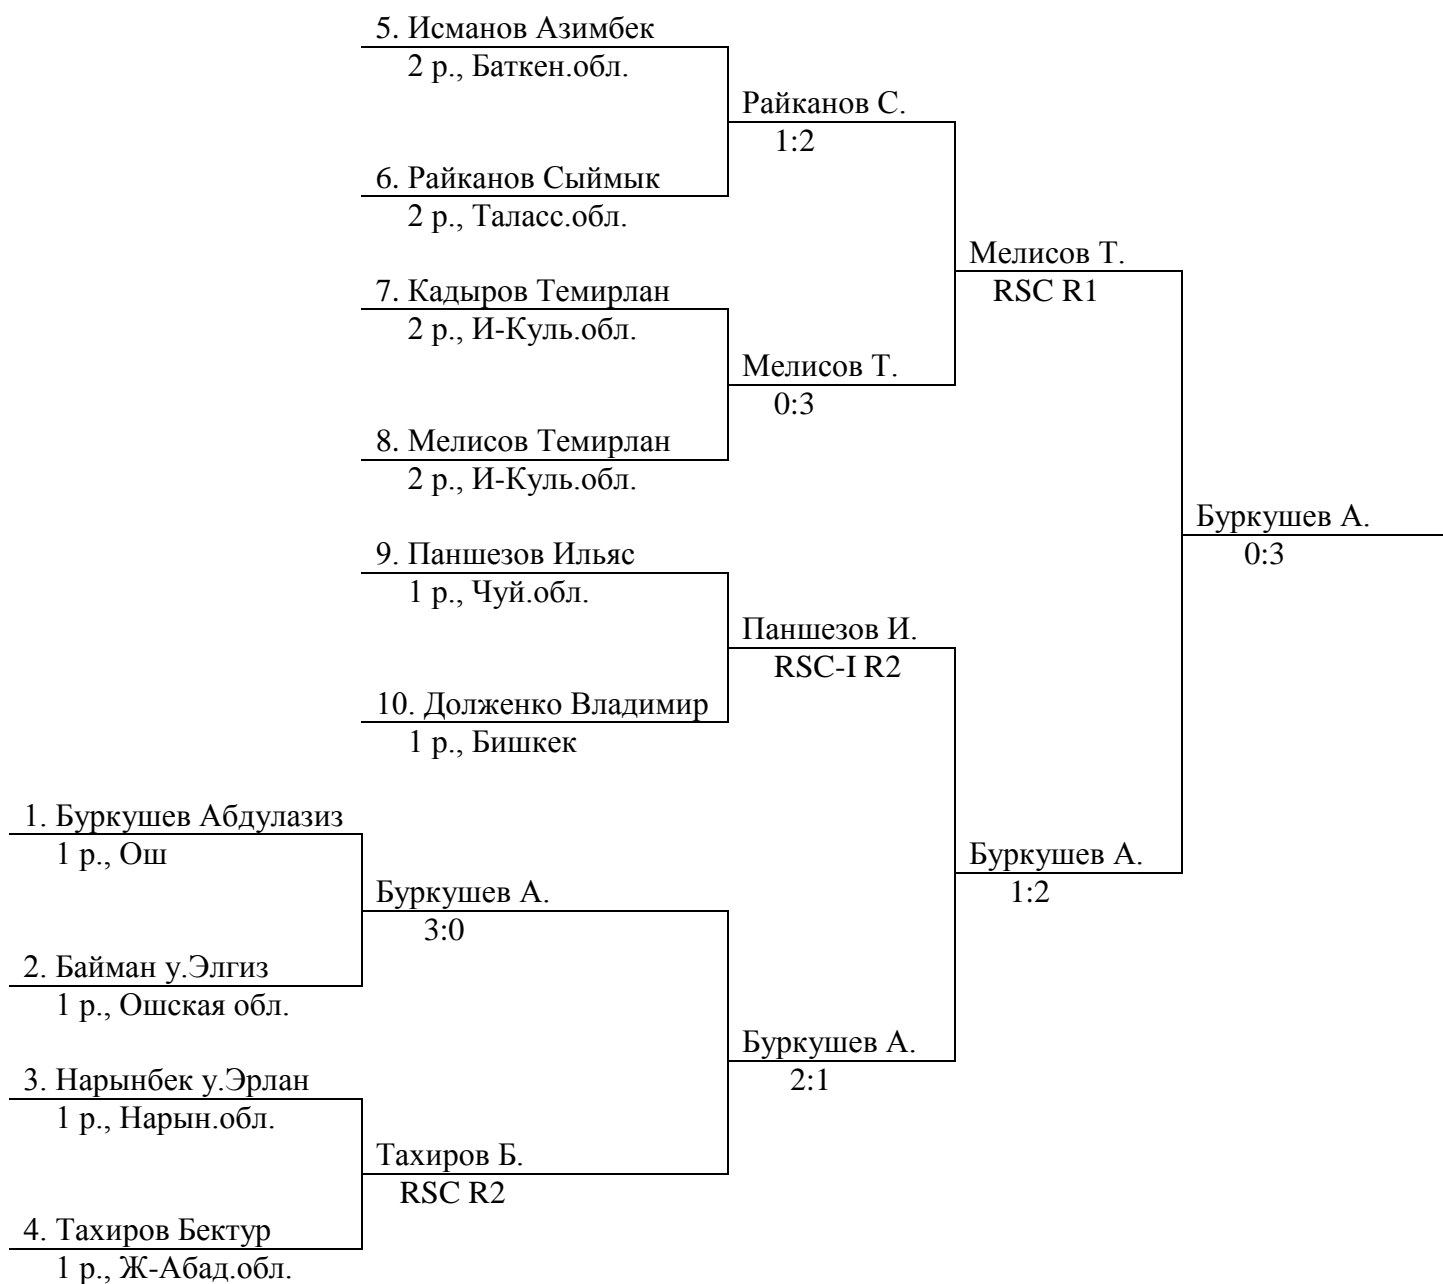 5. Исманов Азимбек
2 р., Баткен.обл.
Райканов С.
1:2
6. Райканов Сыймык
2 р., Таласс.обл.
Мелисов Т.
RSC R1
7. Кадыров Темирлан
2 р., И-Куль.обл.
Мелисов Т.
0:3
8. Мелисов Темирлан
2 р., И-Куль.обл.
Буркушев А.
0:3
9. Паншезов Ильяс
1 р., Чуй.обл.
Паншезов И.
RSC-I R2
10. Долженко Владимир
1 р., Бишкек
1. Буркушев Абдулазиз
1 р., Ош
Буркушев А.
1:2
Буркушев А.
3:0
2. Байман у.Элгиз
1 р., Ошская обл.
Буркушев А.
2:1
3. Нарынбек у.Эрлан
1 р., Нарын.обл.
Тахиров Б.
RSC R2
4. Тахиров Бектур
1 р., Ж-Абад.обл.